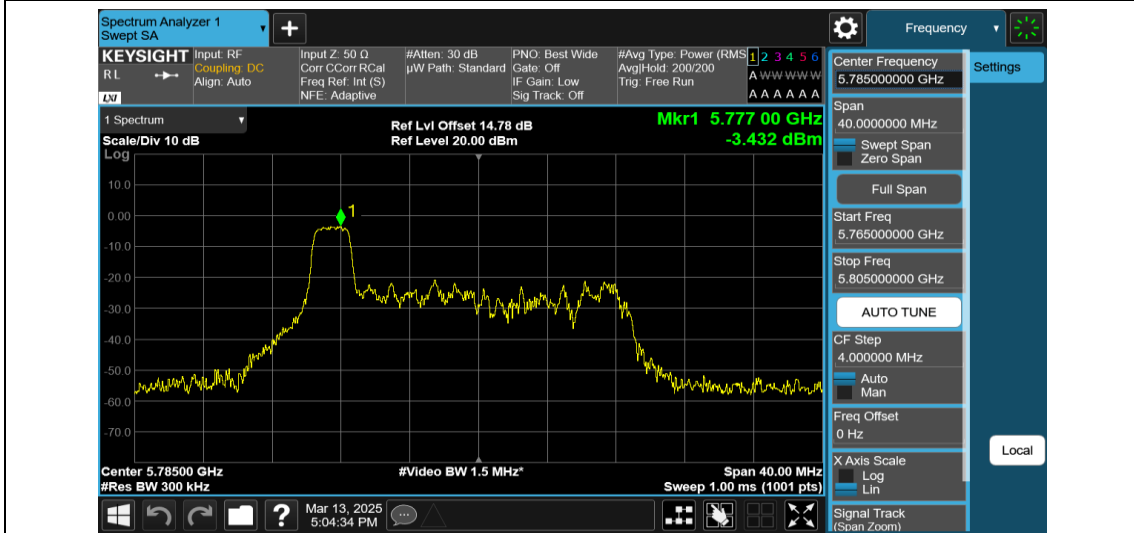 Spectrum Analyzer 1
Swept SA
+
Frequency
KEYSIGHT
RL
LXI
Input: RF
Coupling: DC
Align: Auto
Input Z: 50 Ω
Corr CCorr RCal
Freq Ref: Int (S)
NFE: Adaptive
#Atten: 30 dB
µW Path: Standard
PNO: Best Wide
Gate: Off
IF Gain: Low
Sig Track: Off
#Avg Type: Power (RMS
Avg|Hold: 200/200
Trig: Free Run
1 2 3 4 5 6
A W W W W W
A A A A A A
1 Spectrum
Scale/Div 10 dB
Log
Ref Lvl Offset 14.78 dB
Ref Level 20.00 dBm
Mkr1 5.777 00 GHz
-3.432 dBm
1
10.0
0.00
-10.0
-20.0
-30.0
-40.0
-50.0
-60.0
-70.0
Center 5.78500 GHz
#Res BW 300 kHz
#Video BW 1.5 MHz*
Span 40.00 MHz
Sweep 1.00 ms (1001 pts)
Center Frequency
5.785000000 GHz
Span
40.0000000 MHz
Swept Span
Zero Span
Full Span
Start Freq
5.765000000 GHz
Stop Freq
5.805000000 GHz
AUTO TUNE
CF Step
4.000000 MHz
Auto
Man
Freq Offset
0 Hz
X Axis Scale
Log
Lin
Signal Track
(Span Zoom)
Settings
Local
?
Mar 13, 2025
5:04:34 PM